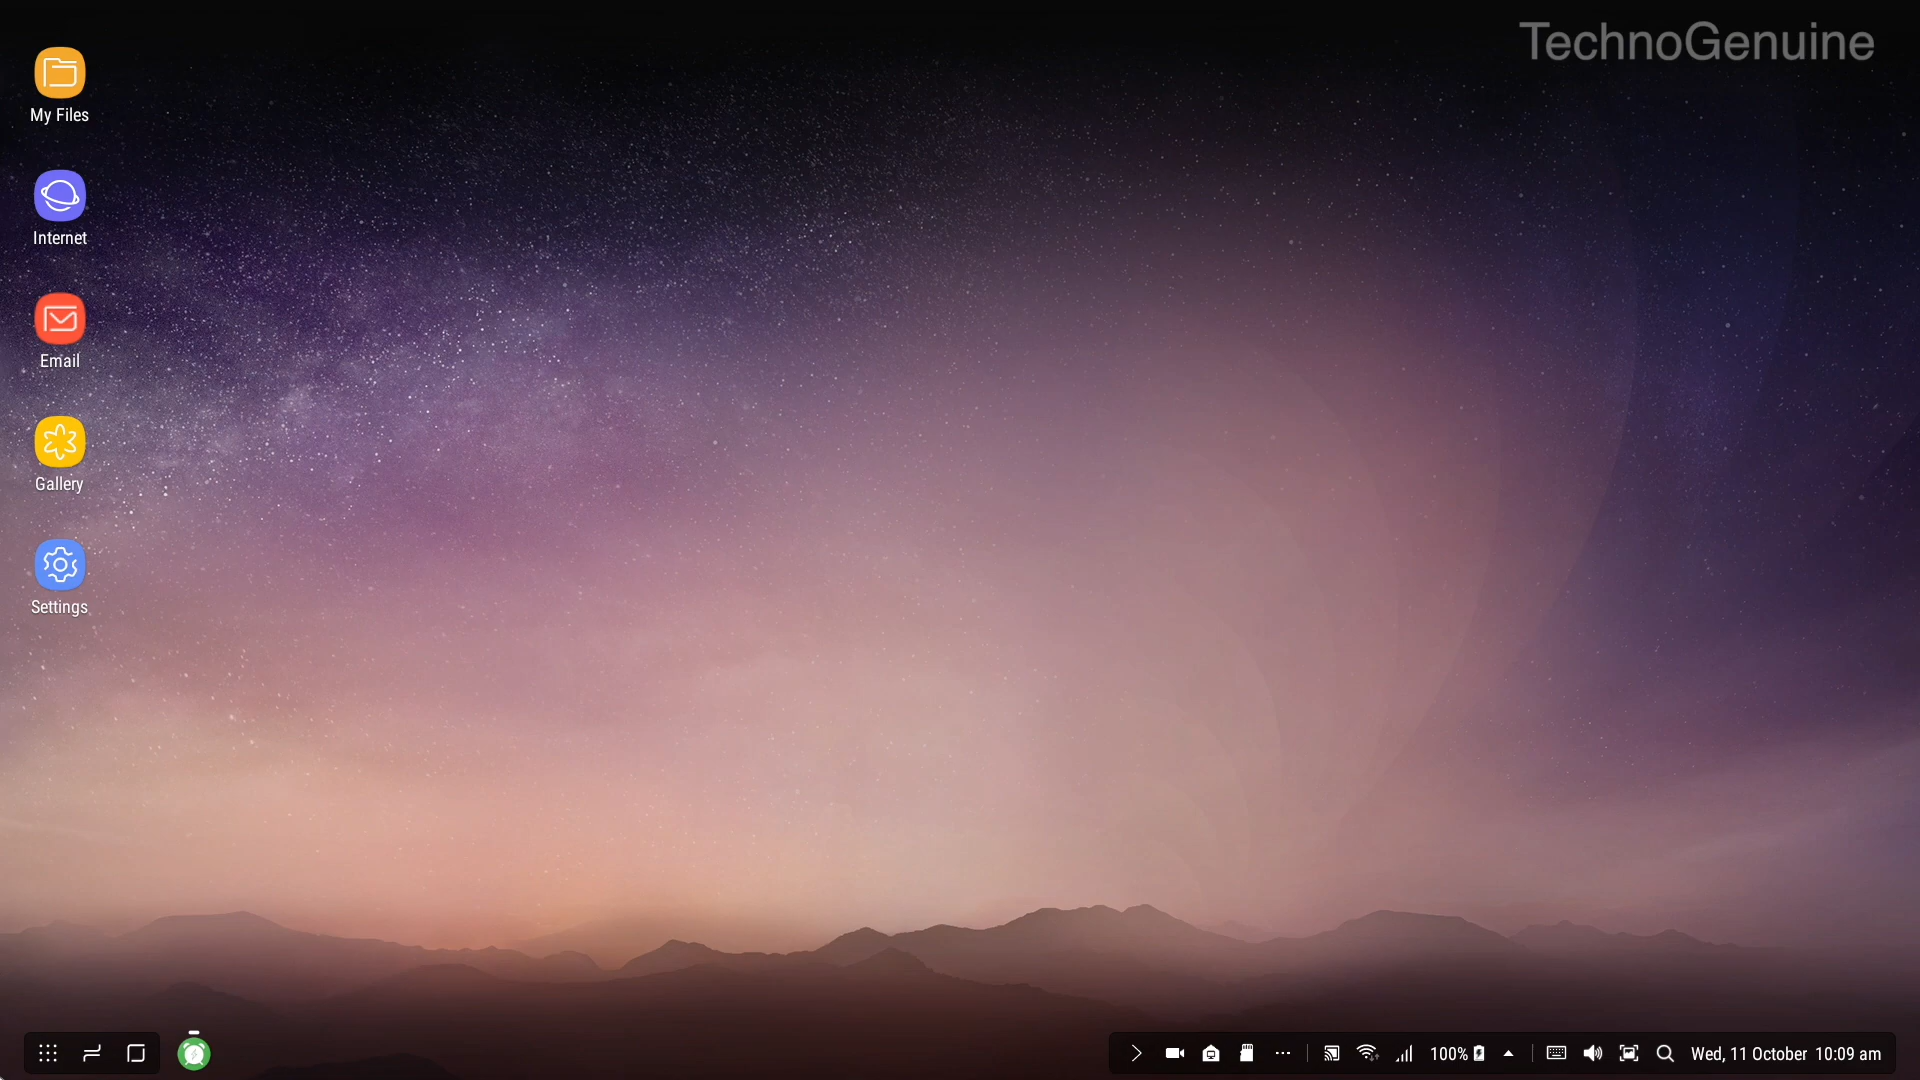 TechnoGenuine
My Files
Internet
Email
Gallery
Settings
100%
Wed, 11 October 10:09 am